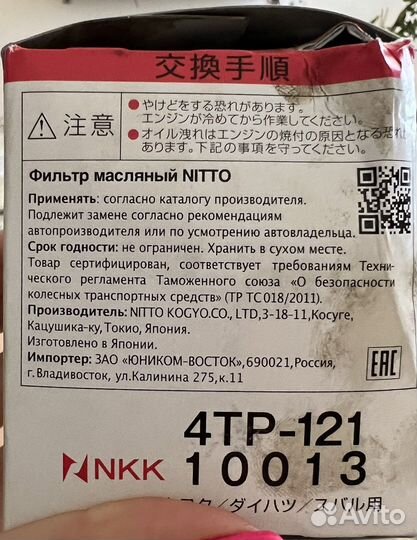 交換手順
注意
●やけどをする恐れがあります。
エンジンが冷めてから作業してください。
●オイル洩れはエンジンの焼付の原因となる恐れ
あります。下記の事項を守ってください。
Фильтр масляный NITTO
Применять: согласно каталогу производителя.
Подлежит замене согласно рекомендациям
автопроизводителя или по усмотрению автовладельца.
Срок годности: не ограничен. Хранить в сухом месте.
Товар сертифицирован, соответствует требованиям Техни-
ческого регламента Таможенного союза «О безопасности
колесных транспортных средств» (ТР ТС 018/2011).
Производитель: NITTO KOGYO.CO., LTD,3-18-11,Косуге,
Кацушика-ку,Токио, Япония.
Изготовлено в Японии.
Импортер: ЗАО «ЮНИКОМ-ВОСТОК»,690021,Россия,
г.Владивосток, ул.Калинина 275,к.11
EAC
4TP-121
NKK 10013
/ダイハツ/スバル用
Avito